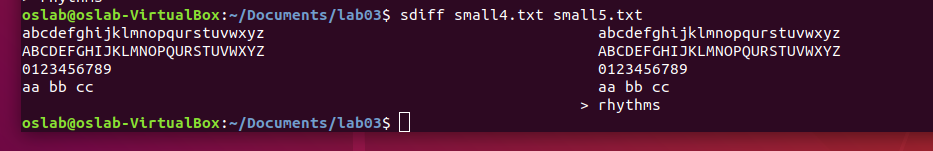 > rhythms
oslab@oslab-VirtualBox:~/Documents/lab03$ sdiff small4.txt small5.txt
abcdefghijklmnopqurstuvwxyz abcdefghijklmnopqurstuvwxyz
ABCDEFGHIJKLMNOPQURSTUVWXYZ ABCDEFGHIJKLMNOPQURSTUVWXYZ
0123456789 0123456789
aa bb cc aa bb cc
> rhythms
oslab@oslab-VirtualBox:~/Documents/lab03$